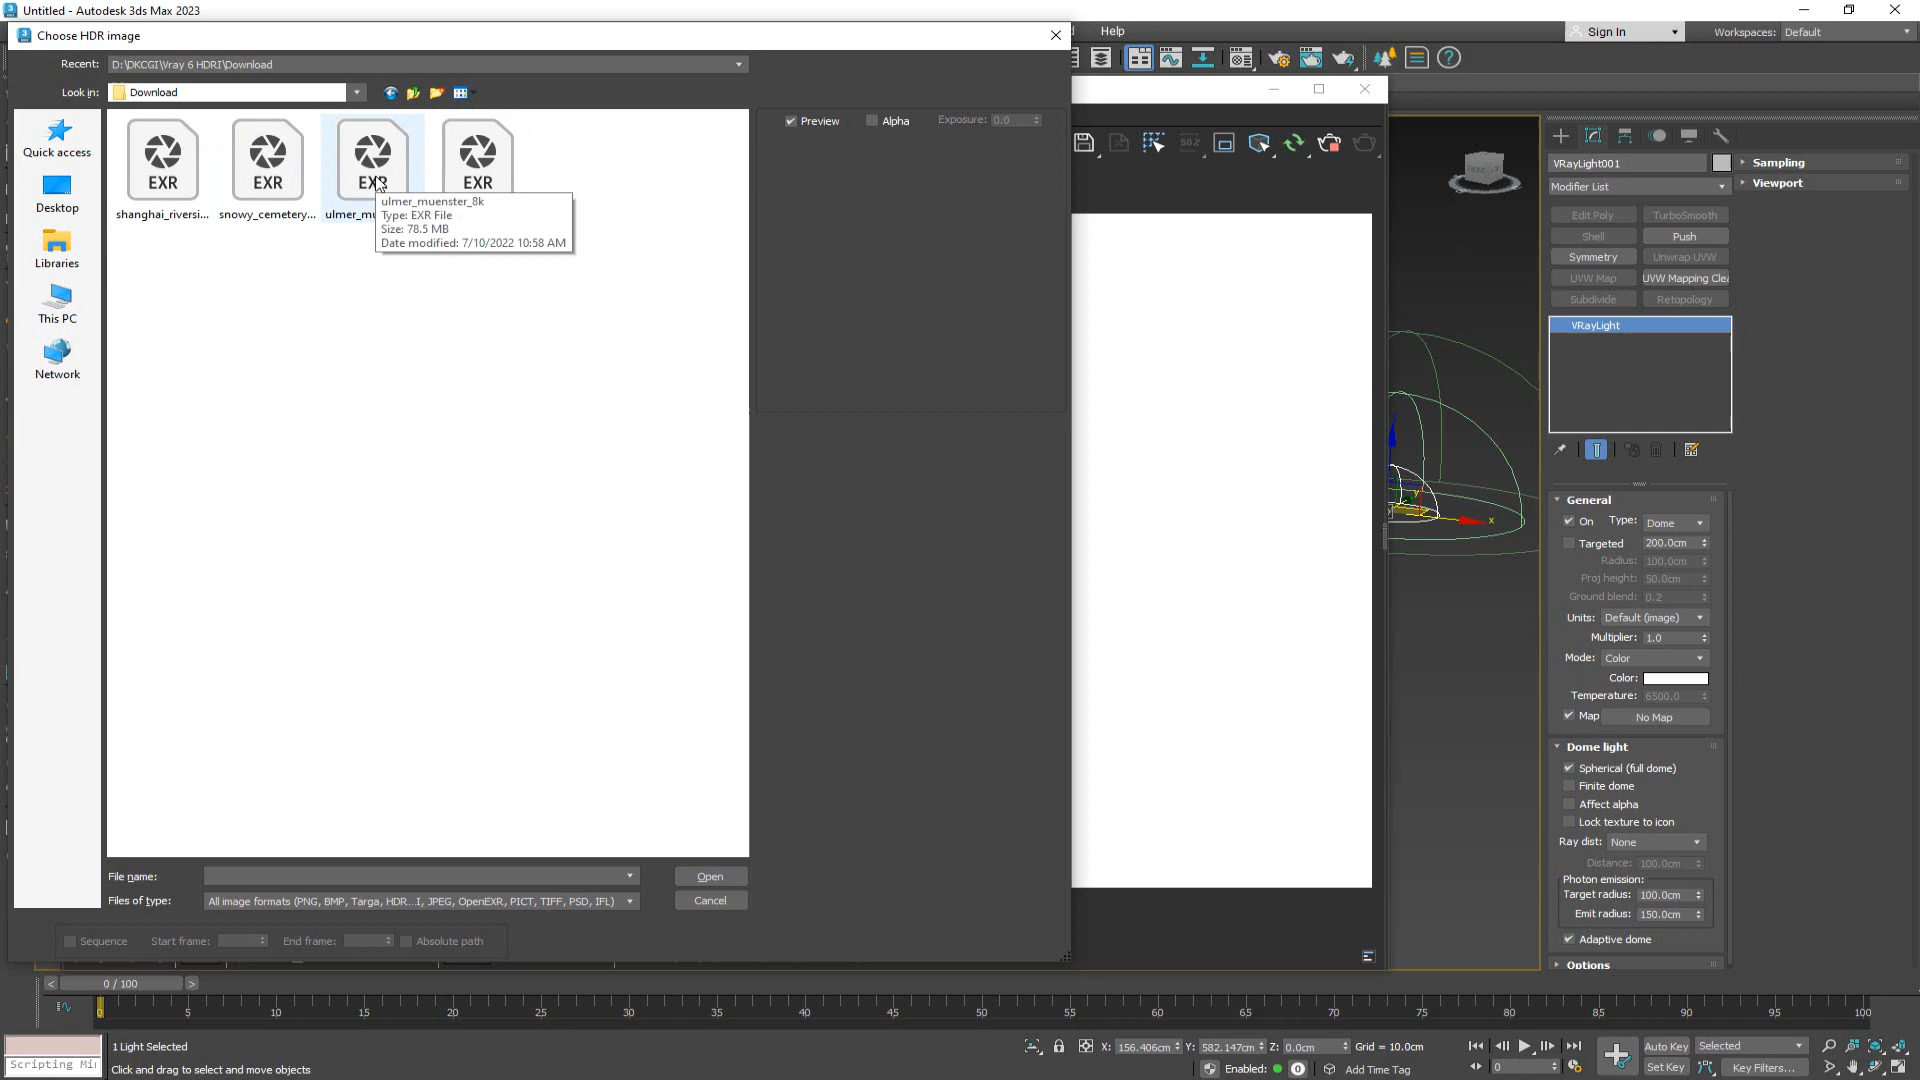 Untitled - Autodesk 3ds Max 2023
Choose HDR image
Help
Sign In
Workspaces: Default
Recent: D:\DKCGI\Vray 6 HDRI\Download
Look in: Download
Quick access
Desktop
Libraries
This PC
Network
EXR
EXR
EXR
EXR
shanghai_riversi...
snowy_cemetery...
ulmer_mu
ulmer_muenster_8k
Type: EXR File
Size: 78.5 MB
Date modified: 7/10/2022 10:58 AM
Preview
Alpha
Exposure: 0.0
File name:
Open
Files of type: All image formats (PNG, BMP, Targa, HDR...I, JPEG, OpenEXR, PICT, TIFF, PSD, IFL)
Cancel
Sequence
Start frame:
End frame:
Absolute path
VRayLight001
Modifier List
Edit Poly
TurboSmooth
Shell
Push
Symmetry
Unwrap UVW
UVW Map
UVW Mapping Clea
Subdivide
Retopology
VRayLight
Sampling
Viewport
General
On
Type: Dome
Targeted 200.0cm
Radius: 100.0cm
Proj height: 50.0cm
Ground blend: 0.2
Units: Default (image)
Multiplier: 1.0
Mode: Color
Color:
Temperature: 6500.0
Map
No Map
Dome light
Spherical (full dome)
Finite dome
Affect alpha
Lock texture to icon
Ray dist: None
Distance: 100.0cm
Photon emission:
Target radius: 100.0cm
Emit radius: 150.0cm
Adaptive dome
Options
x
y
z
< 0 / 100 >
0 5 10 15 20 25 30 35 40 45 50 55 60 65 70 75 80 85 90 95 100
1 Light Selected
X: 156.406cm Y: 582.147cm Z: 0.0cm Grid = 10.0cm
Auto Key
Selected
Scripting Mi
Click and drag to select and move objects
Enabled: 0
Add Time Tag
0
Set Key
Key Filters...